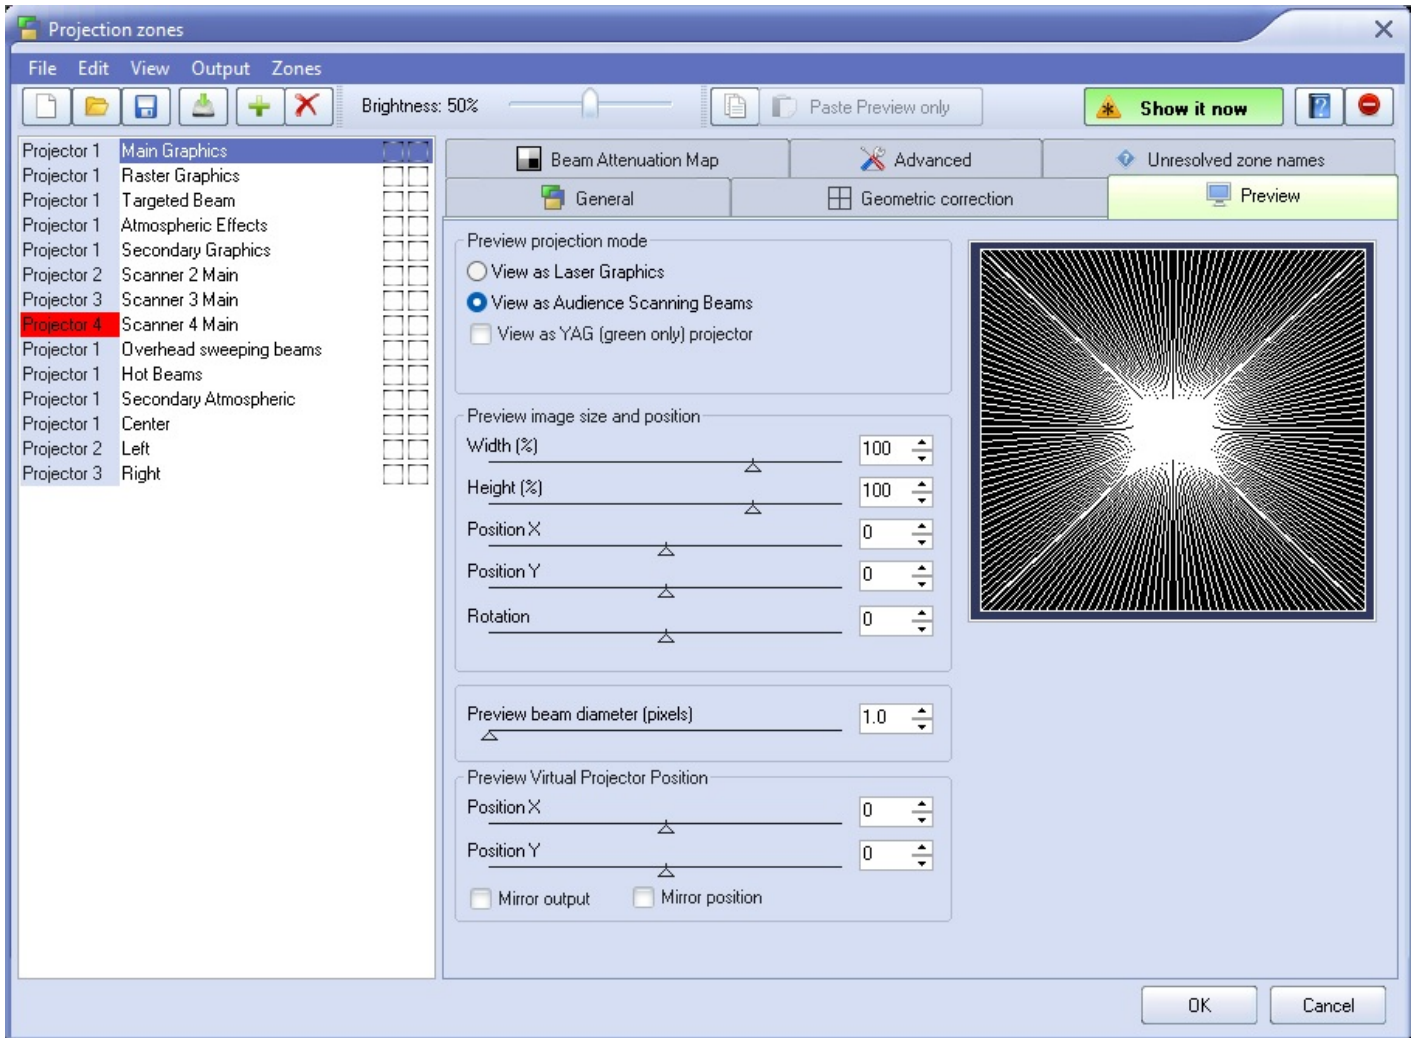 Projection zones
File Edit View Output Zones
Brightness: 50% Paste Preview only Show it now
Projector 1 Main Graphics
Projector 1 Raster Graphics
Projector 1 Targeted Beam
Projector 1 Atmospheric Effects
Projector 1 Secondary Graphics
Projector 2 Scanner 2 Main
Projector 3 Scanner 3 Main
Projector 4 Scanner 4 Main
Projector 1 Overhead sweeping beams
Projector 1 Hot Beams
Projector 1 Secondary Atmospheric
Projector 1 Center
Projector 2 Left
Projector 3 Right
Beam Attenuation Map Advanced Unresolved zone names
General Geometric correction Preview
Preview projection mode
View as Laser Graphics
View as Audience Scanning Beams
View as YAG (green only) projector
Preview image size and position
Width (%) 100
Height (%) 100
Position X 0
Position Y 0
Rotation 0
Preview beam diameter (pixels) 1.0
Preview Virtual Projector Position
Position X 0
Position Y 0
Mirror output Mirror position
OK Cancel